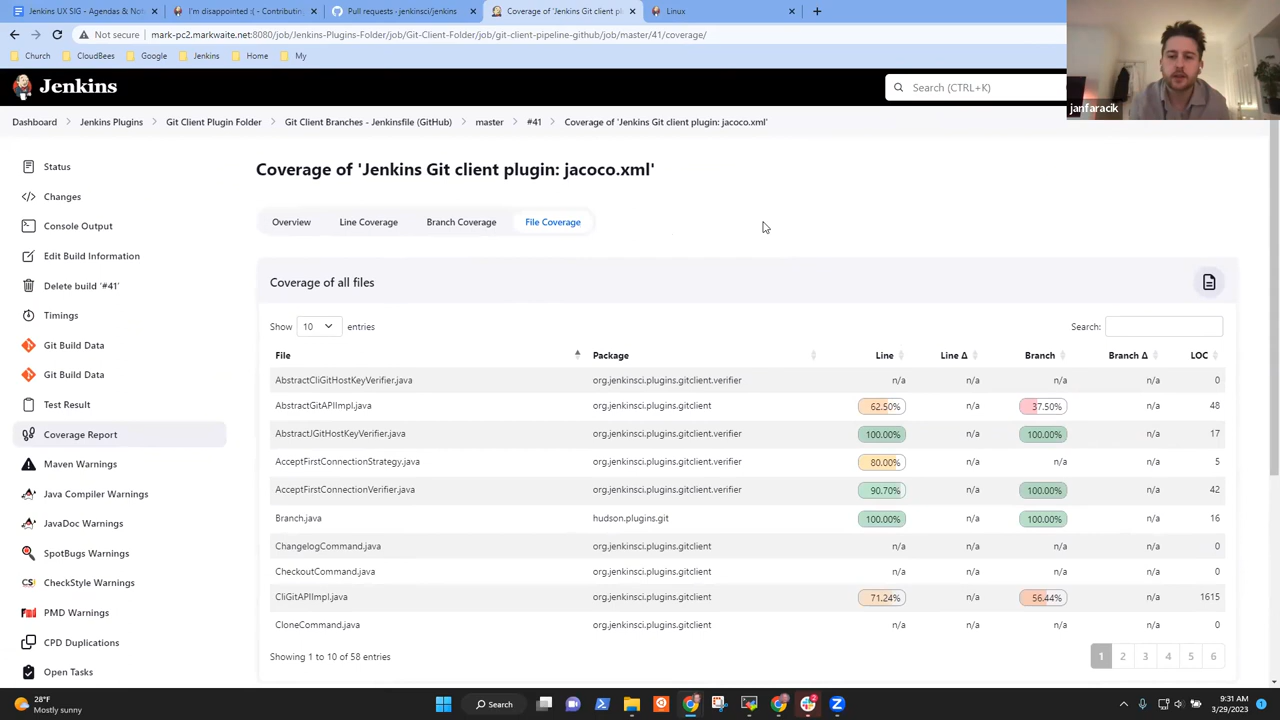 Jenkins UX SIG - Agenda & Notes
I'm disappointed - Contributing
Pull requests · jenkinsci/jenkins
Coverage of 'Jenkins Git client p
Linux
Not secure | mark-pc2.markwaite.net:8080/job/Jenkins-Plugins-Folder/job/Git-Client-Folder/job/git-client-pipeline-github/job/master/41/coverage/
Church CloudBees Google Jenkins Home My
Jenkins
Search (CTRL+K)
janfaracik
Dashboard Jenkins Plugins Git Client Plugin Folder Git Client Branches - Jenkinsfile (GitHub) master #41 Coverage of 'Jenkins Git client plugin: jacoco.xml'
Status
Changes
Console Output
Edit Build Information
Delete build '#41'
Timings
Git Build Data
Git Build Data
Test Result
Coverage Report
Maven Warnings
Java Compiler Warnings
JavaDoc Warnings
SpotBugs Warnings
CheckStyle Warnings
PMD Warnings
CPD Duplications
Open Tasks
Coverage of 'Jenkins Git client plugin: jacoco.xml'
Overview Line Coverage Branch Coverage File Coverage
Coverage of all files
Show 10 entries
Search:
File Package Line Line Δ Branch Branch Δ LOC
AbstractCliGitHostKeyVerifier.java org.jenkinsci.plugins.gitclient.verifier n/a n/a n/a n/a 0
AbstractGitAPIImpl.java org.jenkinsci.plugins.gitclient 62.50% n/a 37.50% n/a 48
AbstractJGitHostKeyVerifier.java org.jenkinsci.plugins.gitclient.verifier 100.00% n/a 100.00% n/a 17
AcceptFirstConnectionStrategy.java org.jenkinsci.plugins.gitclient.verifier 80.00% n/a n/a n/a 5
AcceptFirstConnectionVerifier.java org.jenkinsci.plugins.gitclient.verifier 90.70% n/a 100.00% n/a 42
Branch.java hudson.plugins.git 100.00% n/a 100.00% n/a 16
ChangelogCommand.java org.jenkinsci.plugins.gitclient n/a n/a n/a n/a 0
CheckoutCommand.java org.jenkinsci.plugins.gitclient n/a n/a n/a n/a 0
CliGitAPIImpl.java org.jenkinsci.plugins.gitclient 71.24% n/a 56.44% n/a 1615
CloneCommand.java org.jenkinsci.plugins.gitclient n/a n/a n/a n/a 0
Showing 1 to 10 of 58 entries
1 2 3 4 5 6
28°F
Mostly sunny
Search
9:31 AM
3/29/2023